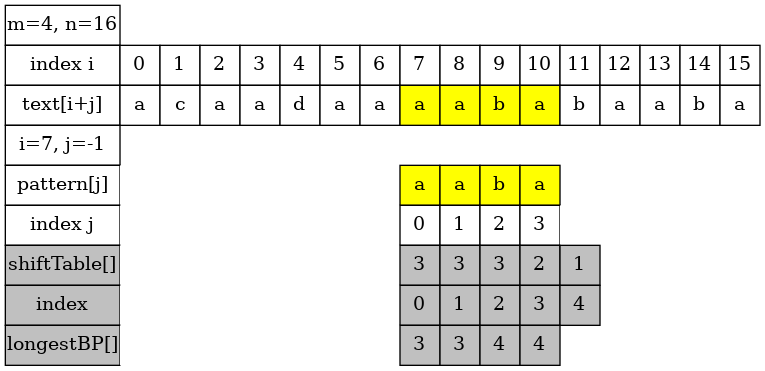 m=4, n=16
index i 0 1 2 3 4 5 6 7 8 9 10 11 12 13 14 15
text[i+j] a c a a d a a a a b a b a a b a
i=7, j=-1
pattern[j] a a b a
index j 0 1 2 3
shiftTable[] 3 3 3 2 1
index 0 1 2 3 4
longestBP[] 3 3 4 4